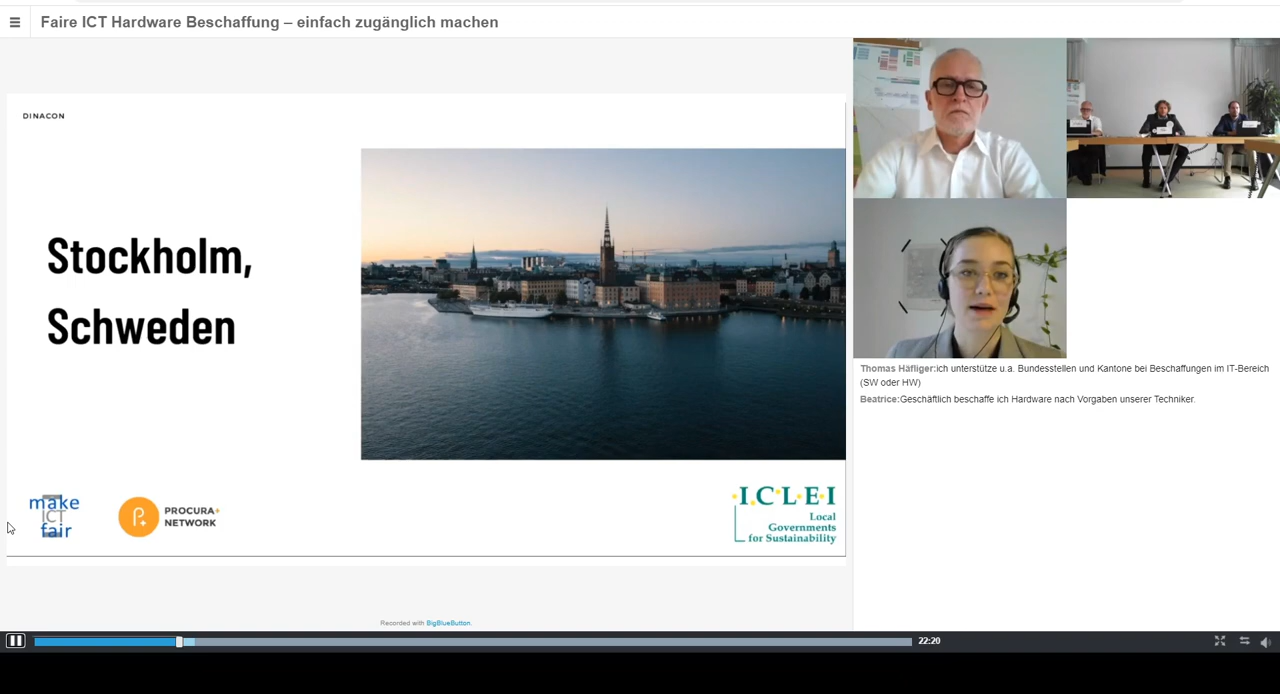 Faire ICT Hardware Beschaffung – einfach zugänglich machen
DINACON
Stockholm,
Schweden
make
ICT
fair
PROCURA+
NETWORK
I.C.L.E.I
Local
Governments
for Sustainability
Thomas Häfliger:ich unterstütze u.a. Bundesstellen und Kantone bei Beschaffungen im IT-Bereich
(SW oder HW)
Beatrice:Geschäftlich beschaffe ich Hardware nach Vorgaben unserer Techniker.
Recorded with BigBlueButton.
22:20